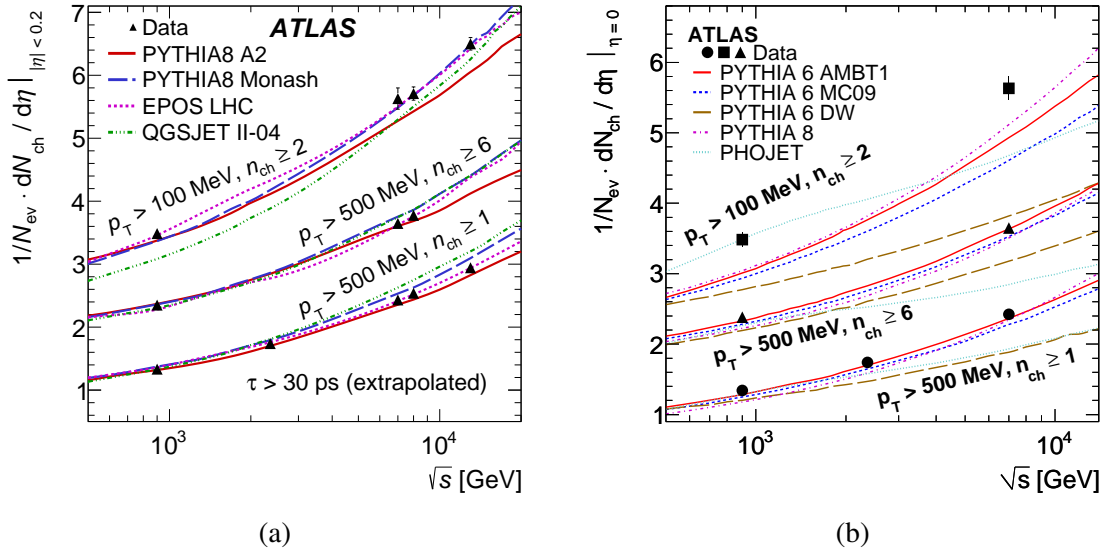 1/N_ev · dN_ch / dη | |η| < 0.2
7
6
5
4
3
2
1
ATLAS
Data
PYTHIA8 A2
PYTHIA8 Monash
EPOS LHC
QGSJET II-04
p_T > 100 MeV, n_ch ≥ 2
p_T > 500 MeV, n_ch ≥ 6
p_T > 500 MeV, n_ch ≥ 1
τ > 30 ps (extrapolated)
10^3
10^4
√s [GeV]
(a)
1/N_ev · dN_ch / dη | η = 0
6
5
4
3
2
1
ATLAS
Data
PYTHIA 6 AMBT1
PYTHIA 6 MC09
PYTHIA 6 DW
PYTHIA 8
PHOJET
p_T > 100 MeV, n_ch ≥ 2
p_T > 500 MeV, n_ch ≥ 6
p_T > 500 MeV, n_ch ≥ 1
10^3
10^4
√s [GeV]
(b)